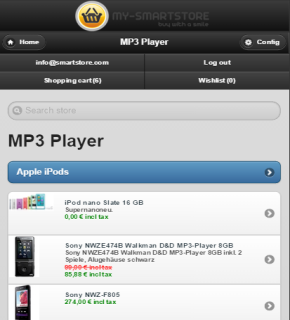 MY-SMARTSTORE
buy with a smile
Home
MP3 Player
Config
info@smartstore.com
Log out
Shopping cart (6)
Wishlist (0)
Search store
MP3 Player
Apple iPods
iPod nano Slate 16 GB
Supernanoneu.
0,00 € incl tax
Sony NWZE474B Walkman D&D MP3-Player 8GB
Sony NWZE474B Walkman D&D MP3-Player 8GB inkl. 2
Spiele, Alugehäuse schwarz
89,00 € incl tax
85,88 € incl tax
Sony NWZ-F805
274,00 € incl tax